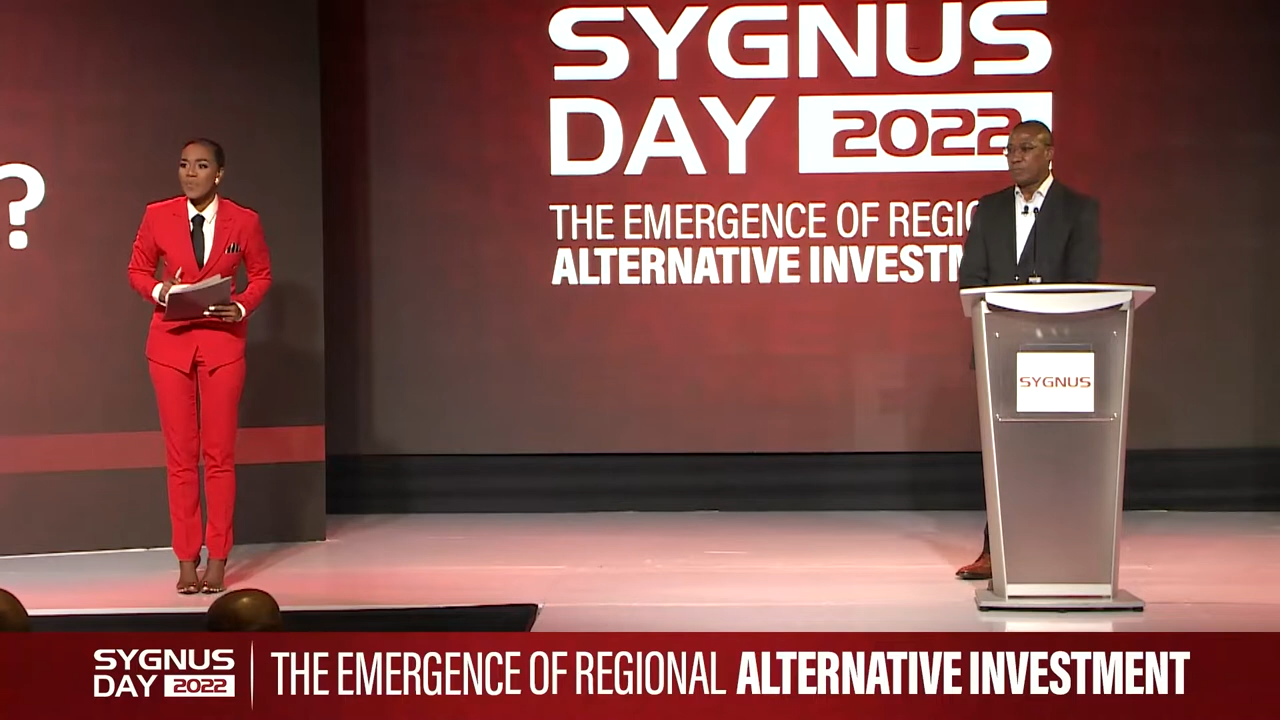 SYGNUS
DAY 2022
THE EMERGENCE OF REGIO
ALTERNATIVE INVESTM
?
SYGNUS
SYGNUS
DAY 2022
THE EMERGENCE OF REGIONAL ALTERNATIVE INVESTMENT